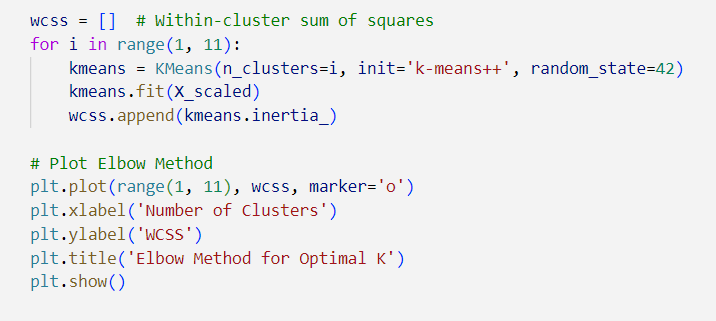 wcss = []  # Within-cluster sum of squares
for i in range(1, 11):
    kmeans = KMeans(n_clusters=i, init='k-means++', random_state=42)
    kmeans.fit(X_scaled)
    wcss.append(kmeans.inertia_)

# Plot Elbow Method
plt.plot(range(1, 11), wcss, marker='o')
plt.xlabel('Number of Clusters')
plt.ylabel('WCSS')
plt.title('Elbow Method for Optimal K')
plt.show()